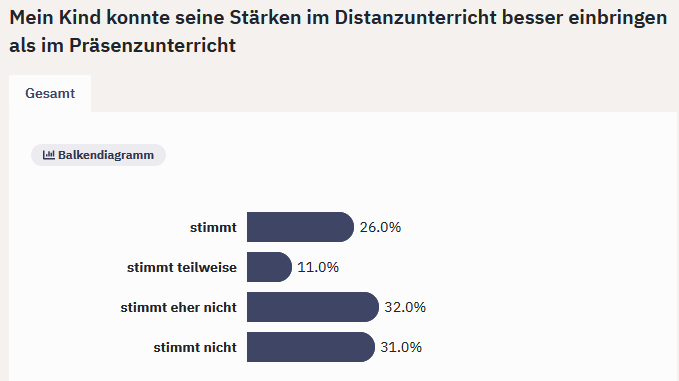 Mein Kind konnte seine Stärken im Distanzunterricht besser einbringen
als im Präsenzunterricht
Gesamt
Balkendiagramm
stimmt 26.0%
stimmt teilweise 11.0%
stimmt eher nicht 32.0%
stimmt nicht 31.0%